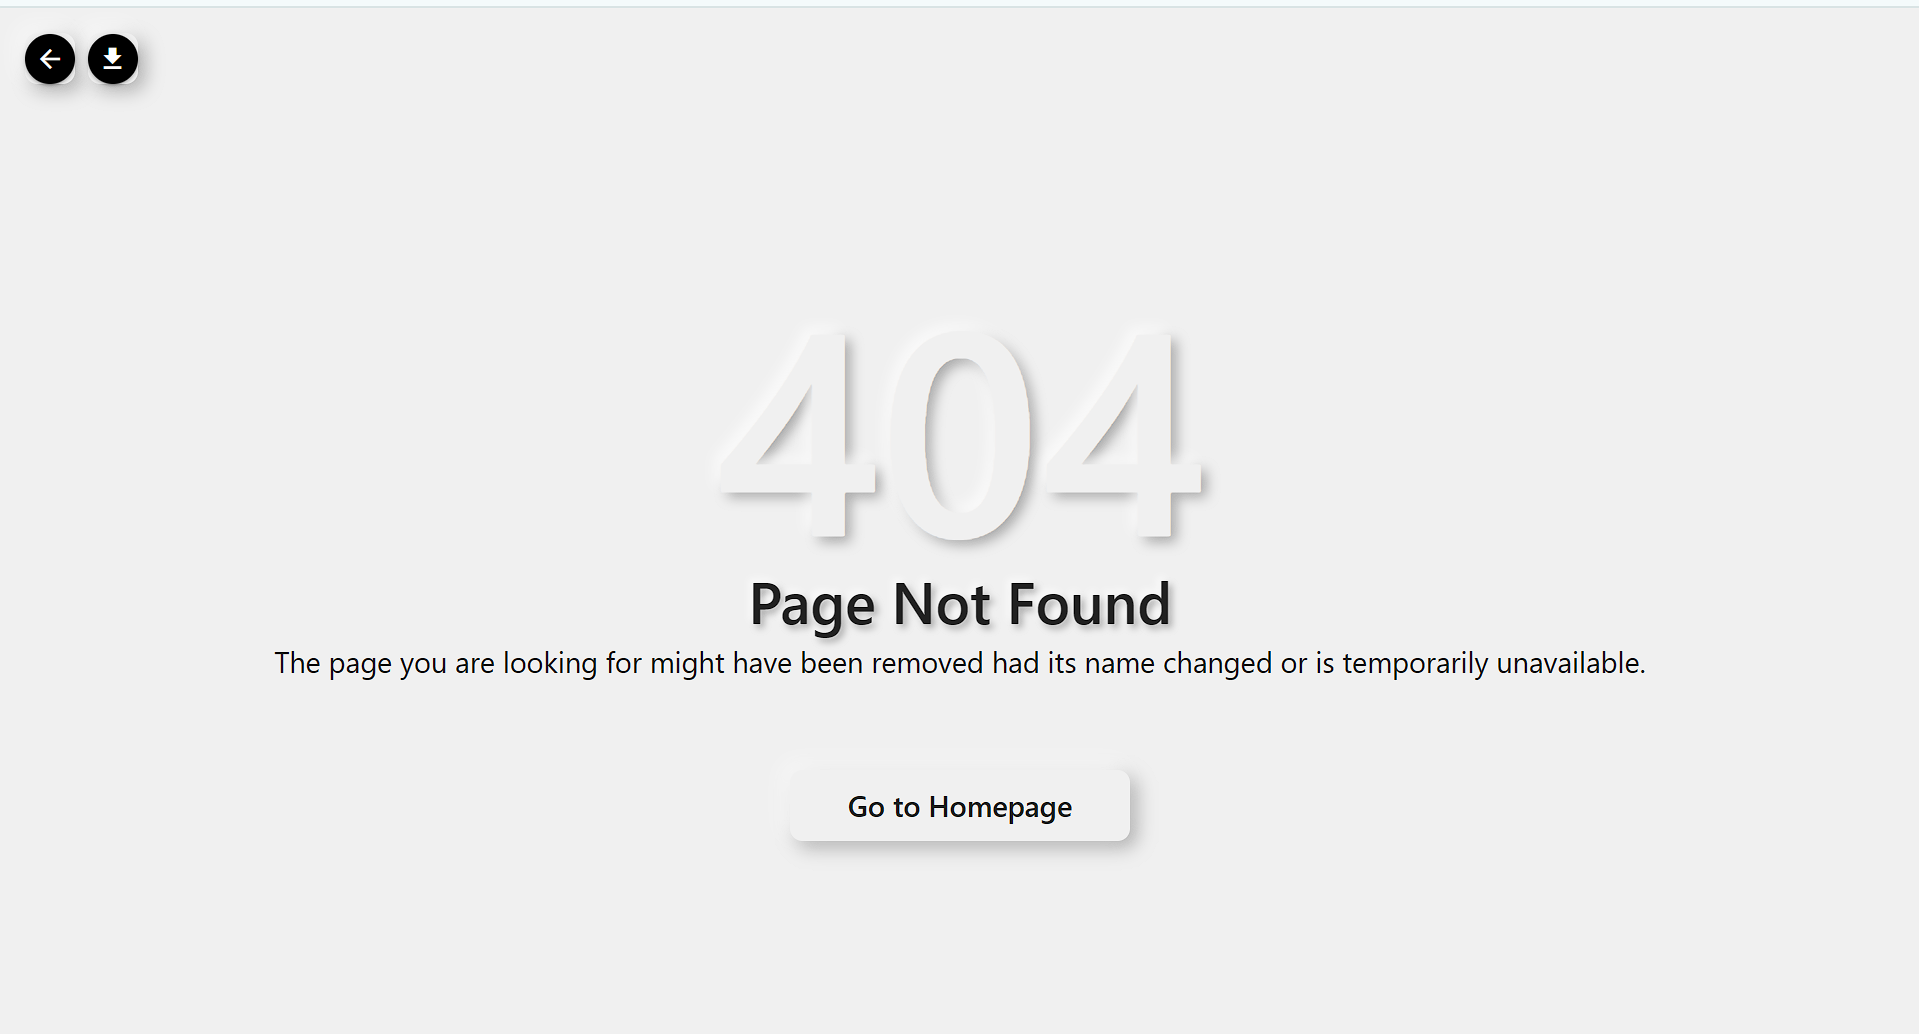 404
Page Not Found
The page you are looking for might have been removed had its name changed or is temporarily unavailable.
Go to Homepage